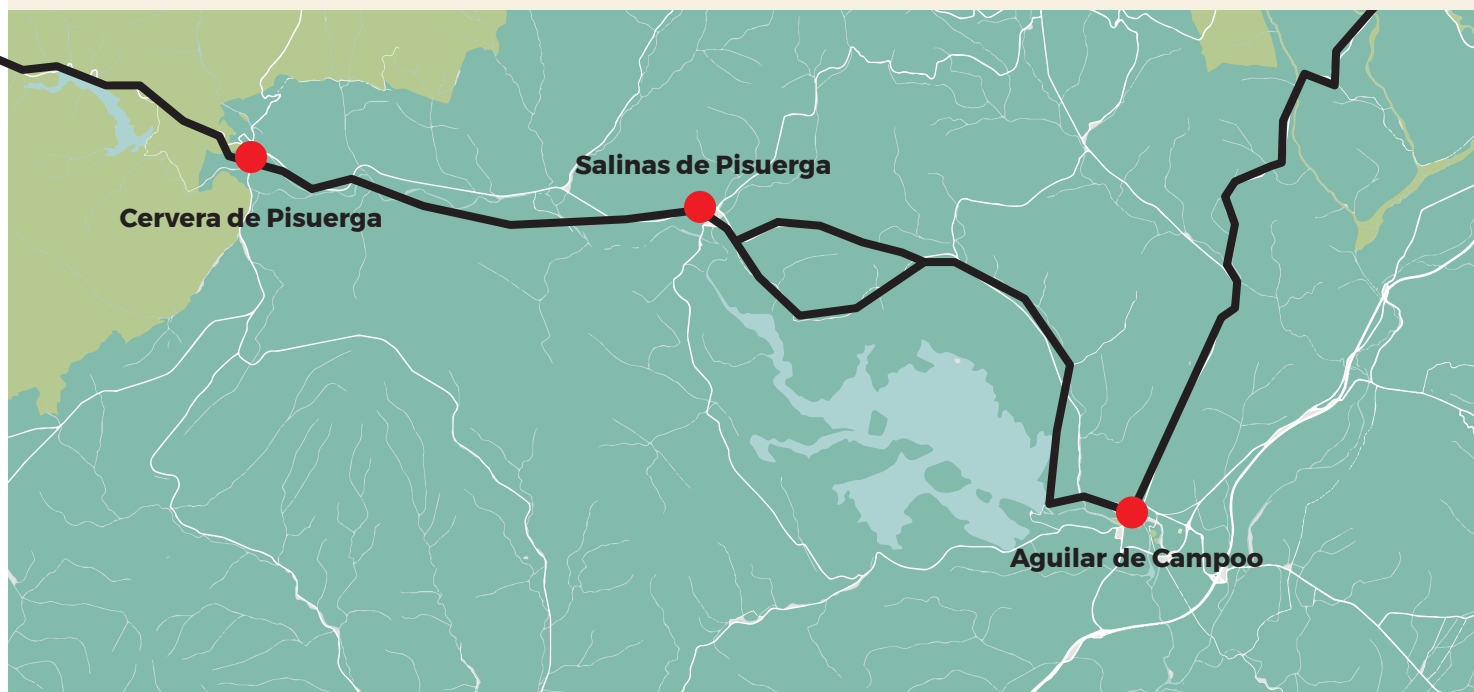 Salinas de Pisuerga
Cervera de Pisuerga
Aguilar de Campoo